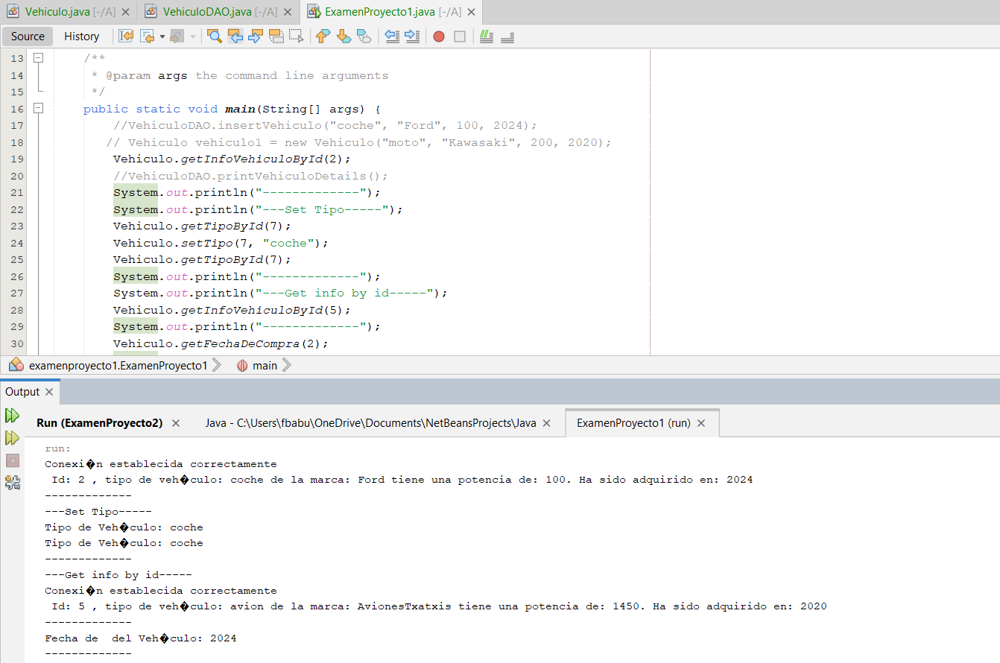 Vehiculo.java [-/A] VehiculoDAO.java [-/A] ExamenProyecto1.java [-/A]
Source History
13 /**
14 * @param args the command line arguments
15 */
16 public static void main(String[] args) {
17 //VehiculoDAO.insertVehiculo("coche", "Ford", 100, 2024);
18 // Vehiculo vehiculo1 = new Vehiculo("moto", "Kawasaki", 200, 2020);
19 Vehiculo.getInfoVehiculoById(2);
20 //VehiculoDAO.printVehiculoDetails();
21 System.out.println("-------------");
22 System.out.println("---Set Tipo-----");
23 Vehiculo.getTipoById(7);
24 Vehiculo.setTipo(7, "coche");
25 Vehiculo.getTipoById(7);
26 System.out.println("-------------");
27 System.out.println("---Get info by id-----");
28 Vehiculo.getInfoVehiculoById(5);
29 System.out.println("-------------");
30 Vehiculo.getFechaDeCompra(2);
examenproyecto1.ExamenProyecto1 main
Output
Run (ExamenProyecto2) Java - C:\Users\fbabu\OneDrive\Documents\NetBeansProjects\Java ExamenProyecto1 (run)
run:
Conexi�n establecida correctamente
Id: 2 , tipo de veh�culo: coche de la marca: Ford tiene una potencia de: 100. Ha sido adquirido en: 2024
-------------
---Set Tipo-----
Tipo de Veh�culo: coche
Tipo de Veh�culo: coche
-------------
---Get info by id-----
Conexi�n establecida correctamente
Id: 5 , tipo de veh�culo: avion de la marca: AvionesTxatxis tiene una potencia de: 1450. Ha sido adquirido en: 2020
-------------
Fecha de  del Veh�culo: 2024
-------------